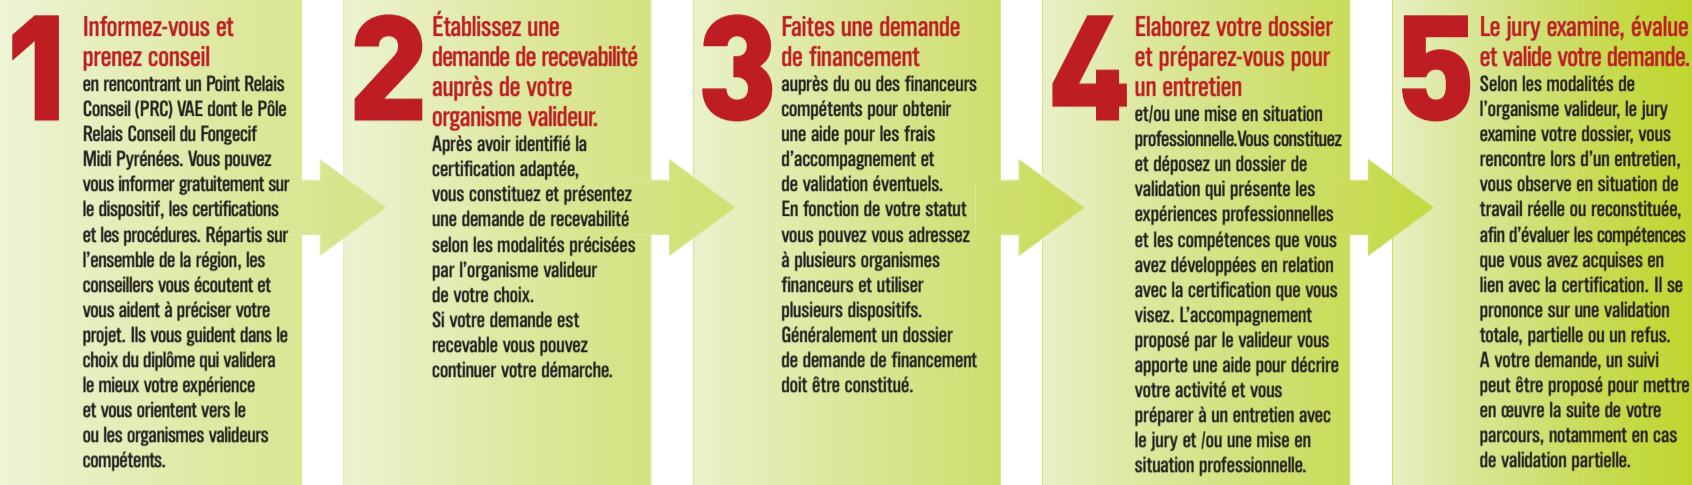 1
Informez-vous et
prenez conseil
en rencontrant un Point Relais
Conseil (PRC) VAE dont le Pôle
Relais Conseil du Fongecif
Midi Pyrénées. Vous pouvez
vous informer gratuitement sur
le dispositif, les certifications
et les procédures. Répartis sur
l'ensemble de la région, les
conseillers vous écoutent et
vous aident à préciser votre
projet. Ils vous guident dans le
choix du diplôme qui validera
le mieux votre expérience
et vous orientent vers le
ou les organismes valideurs
compétents.
2
Établissez une
demande de recevabilité
auprès de votre
organisme valideur.
Après avoir identifié la
certification adaptée,
vous constituez et présentez
une demande de recevabilité
selon les modalités précisées
par l'organisme valideur
de votre choix.
Si votre demande est
recevable vous pouvez
continuer votre démarche.
3
Faites une demande
de financement
auprès du ou des financeurs
compétents pour obtenir
une aide pour les frais
d'accompagnement et
de validation éventuels.
En fonction de votre statut
vous pouvez vous adressez
à plusieurs organismes
financeurs et utiliser
plusieurs dispositifs.
Généralement un dossier
de demande de financement
doit être constitué.
4
Elaborez votre dossier
et préparez-vous pour
un entretien
et/ou une mise en situation
professionnelle.Vous constituez
et déposez un dossier de
validation qui présente les
expériences professionnelles
et les compétences que vous
avez développées en relation
avec la certification que vous
visez. L'accompagnement
proposé par le valideur vous
apporte une aide pour décrire
votre activité et vous
préparer à un entretien avec
le jury et /ou une mise en
situation professionnelle.
5
Le jury examine, évalue
et valide votre demande.
Selon les modalités de
l'organisme valideur, le jury
examine votre dossier, vous
rencontre lors d'un entretien,
vous observe en situation de
travail réelle ou reconstituée,
afin d'évaluer les compétences
que vous avez acquises en
lien avec la certification. Il se
prononce sur une validation
totale, partielle ou un refus.
A votre demande, un suivi
peut être proposé pour mettre
en œuvre la suite de votre
parcours, notamment en cas
de validation partielle.